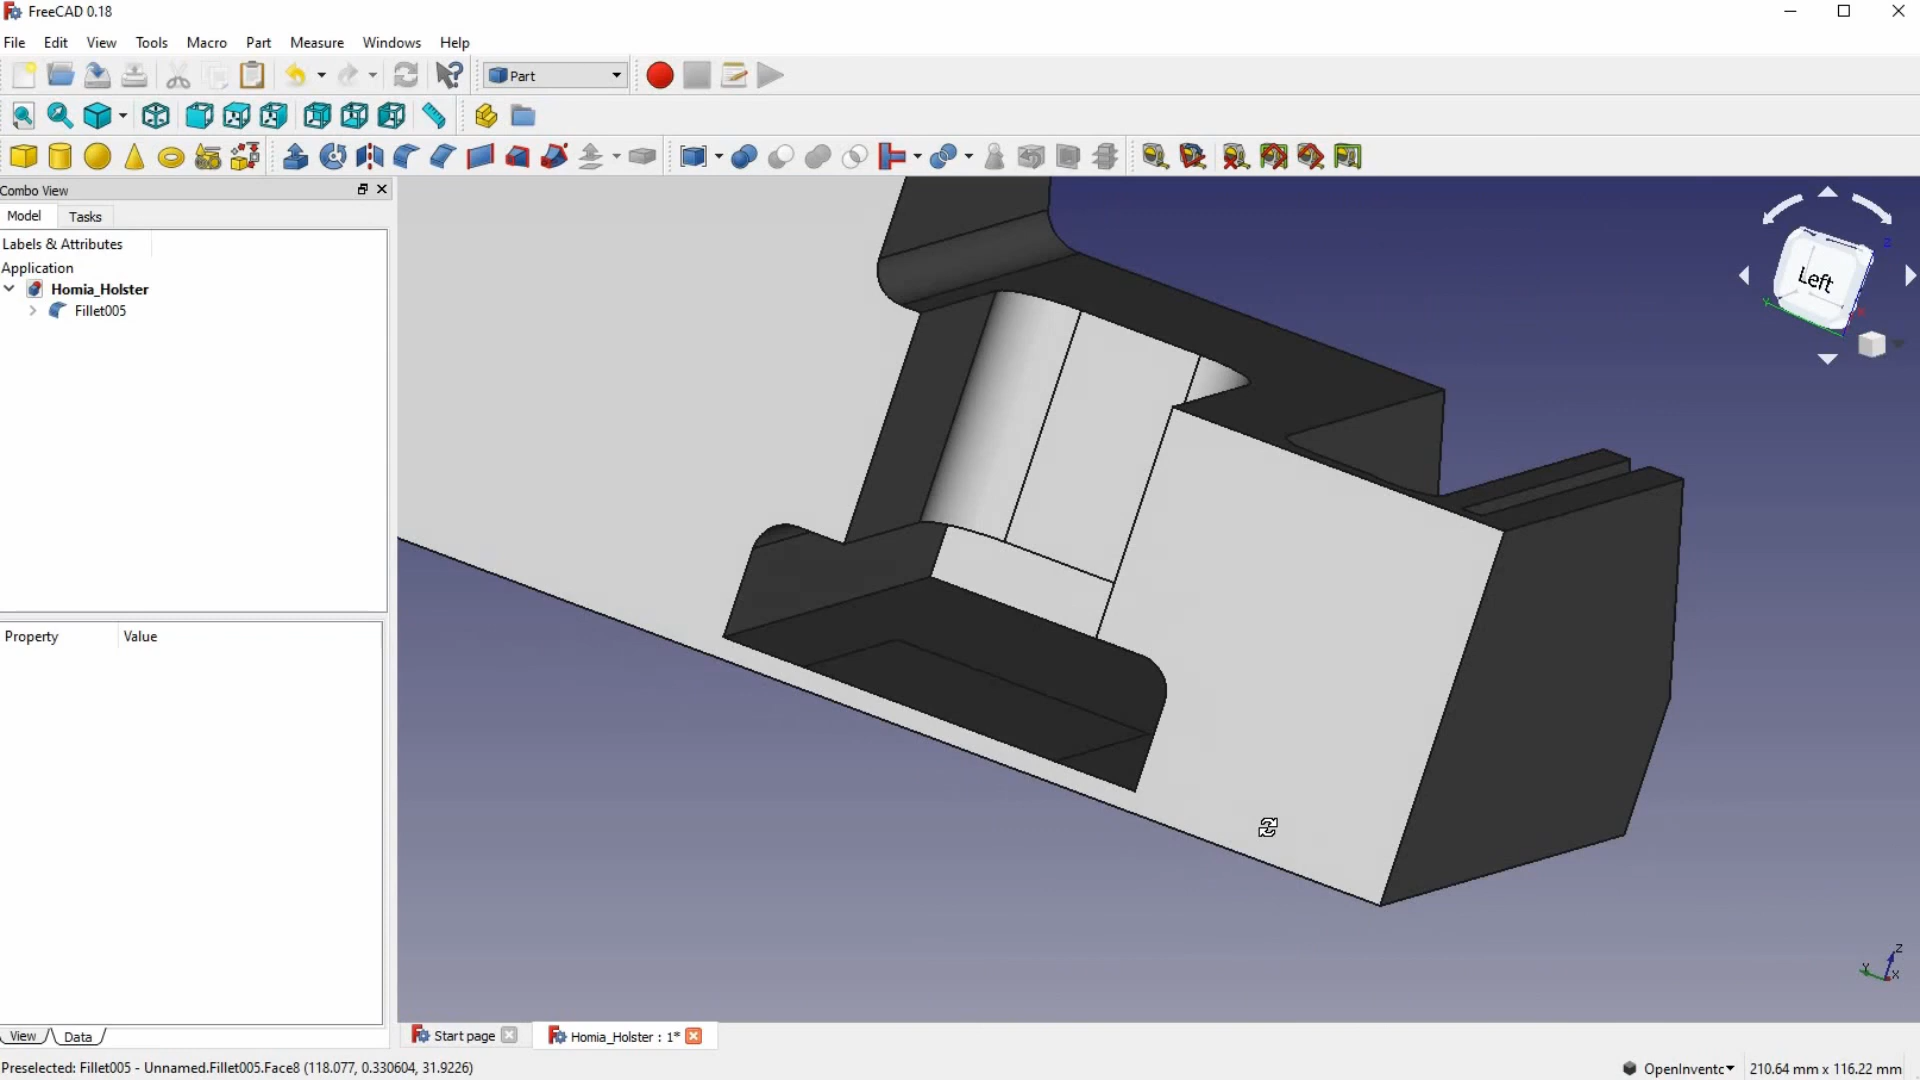 FreeCAD 0.18
File Edit View Tools Macro Part Measure Windows Help
Part
Combo View
Model Tasks
Labels & Attributes
Application
Homia_Holster
Fillet005
Left
Z
Y
X
Property Value
Z
Y
X
View Data
Start page
Homia_Holster : 1*
Preselected: Fillet005 - Unnamed.Fillet005.Face8 (118.077, 0.330604, 31.9226)
OpenInventc
210.64 mm x 116.22 mm